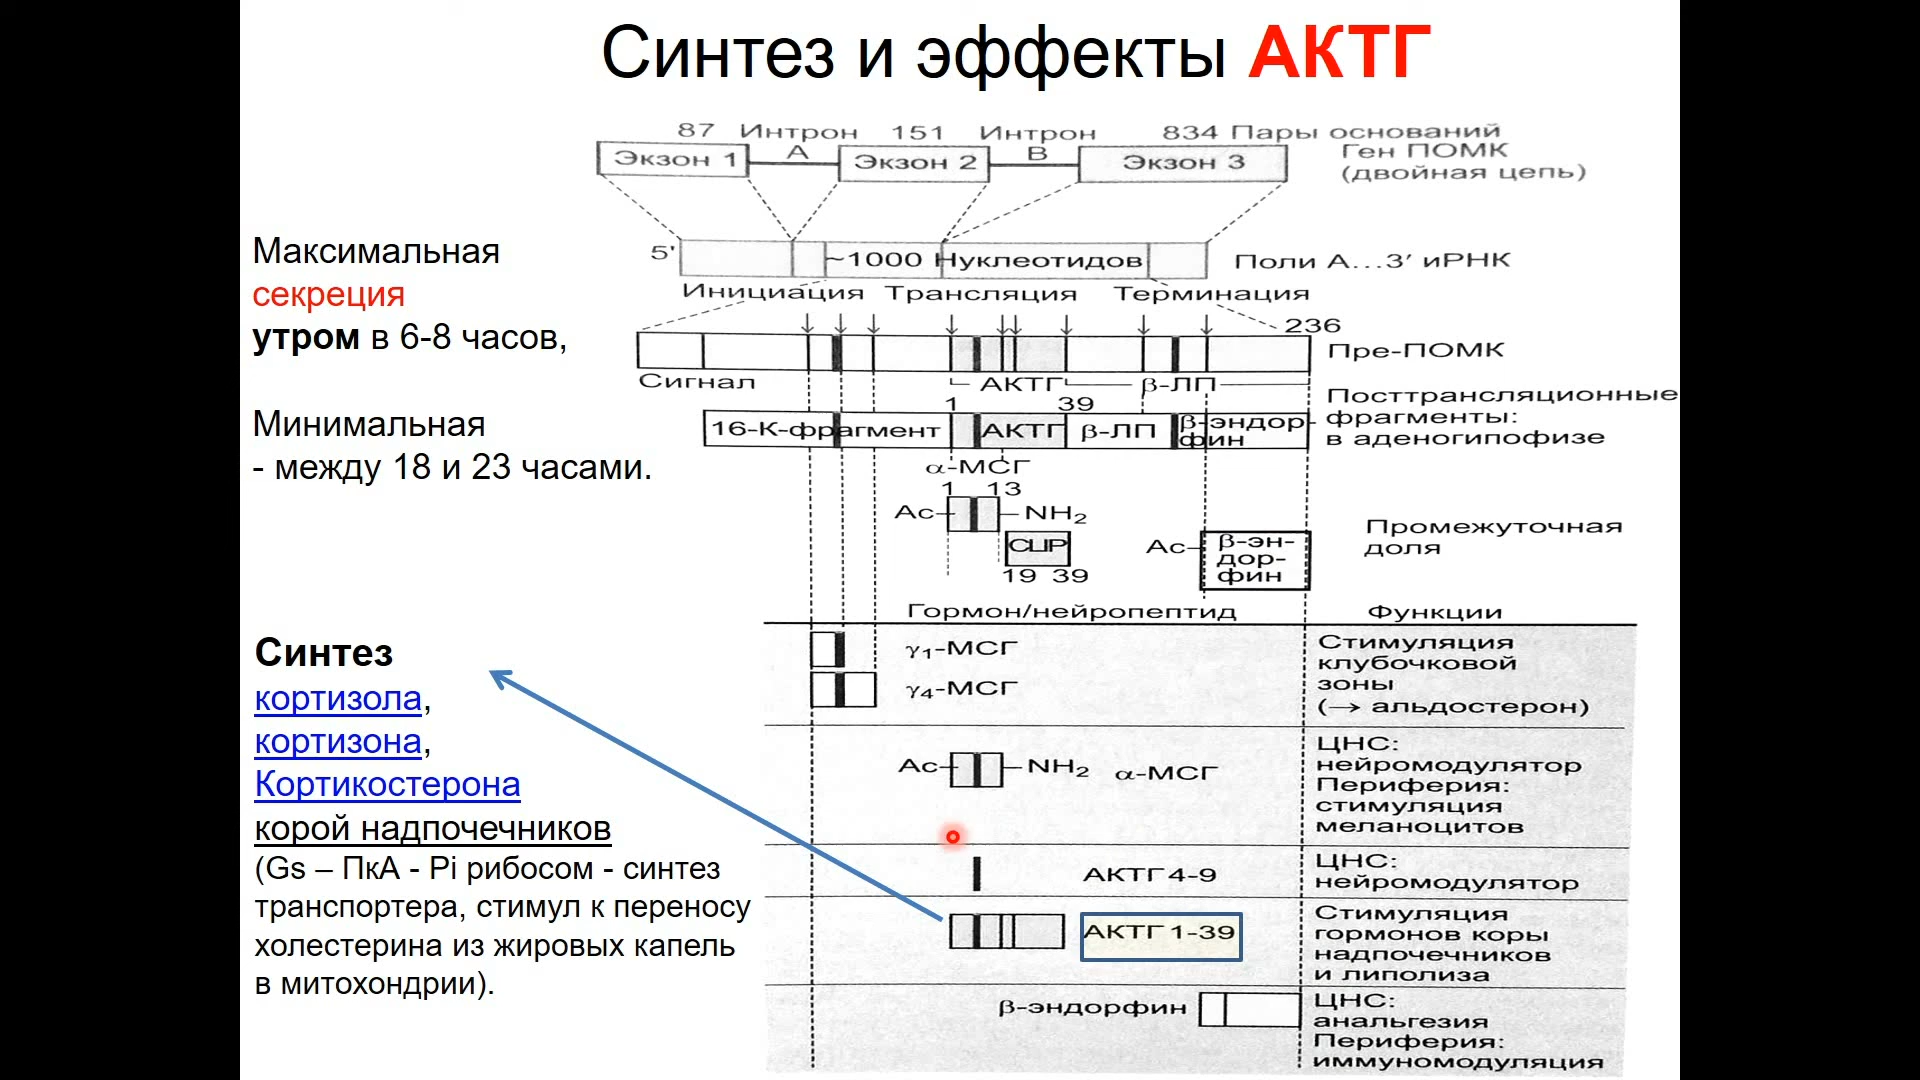 Синтез и эффекты АКТГ
87 Интрон 151 Интрон 834 Пары оснований
Экзон 1 А Экзон 2 В Экзон 3 Ген ПОМК
(двойная цепь)
5' ~1000 Нуклеотидов Поли А...3′ иРНК
Инициация Трансляция Терминация
236
Пре-ПОМК
Сигнал АКТГ β-ЛП
1 39
Посттрансляционные
фрагменты:
в аденогипофизе
16-К-фрагмент АКТГ β-ЛП β-эндор-
фин
α-МСГ
1 13
Ac NH2
CLIP
19 39
Ac β-эн-
дор-
фин
Промежуточная
доля
Гормон/нейропептид Функции
γ1-МСГ
γ4-МСГ
Стимуляция
клубочковой
зоны
(→ альдостерон)
Ac NH2 α-МСГ
ЦНС:
нейромодулятор
Периферия:
стимуляция
меланоцитов
АКТГ 4-9
ЦНС:
нейромодулятор
АКТГ 1-39
Стимуляция
гормонов коры
надпочечников
и липолиза
β-эндорфин
ЦНС:
анальгезия
Периферия:
иммуномодуляция
Максимальная
секреция
утром в 6-8 часов,
Минимальная
- между 18 и 23 часами.
Синтез
кортизола,
кортизона,
Кортикостерона
корой надпочечников
(Gs – ПкА - Pi рибосом - синтез
транспортера, стимул к переносу
холестерина из жировых капель
в митохондрии).